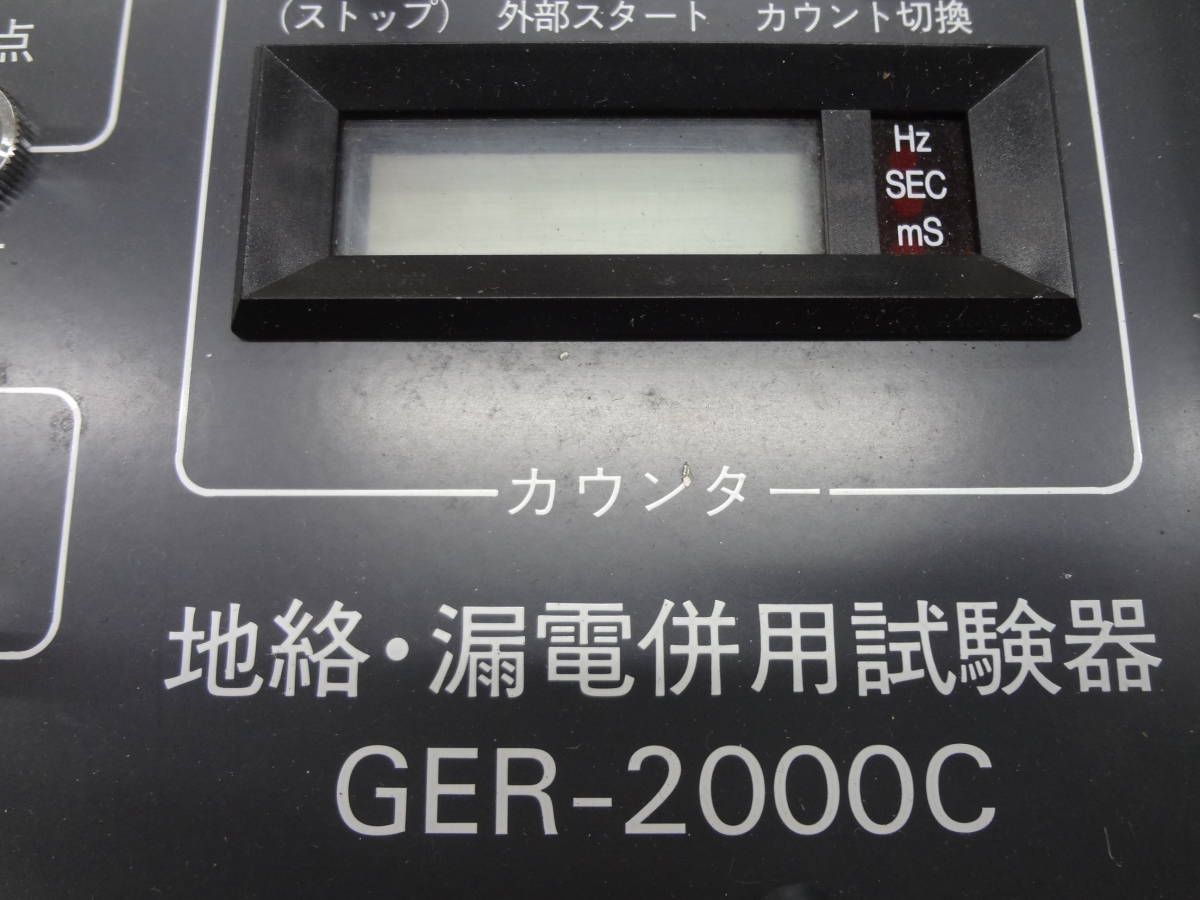 (ストップ) 外部スタート カウント切換
点
Hz
SEC
mS
カウンター
地絡・漏電併用試験器
GER-2000C